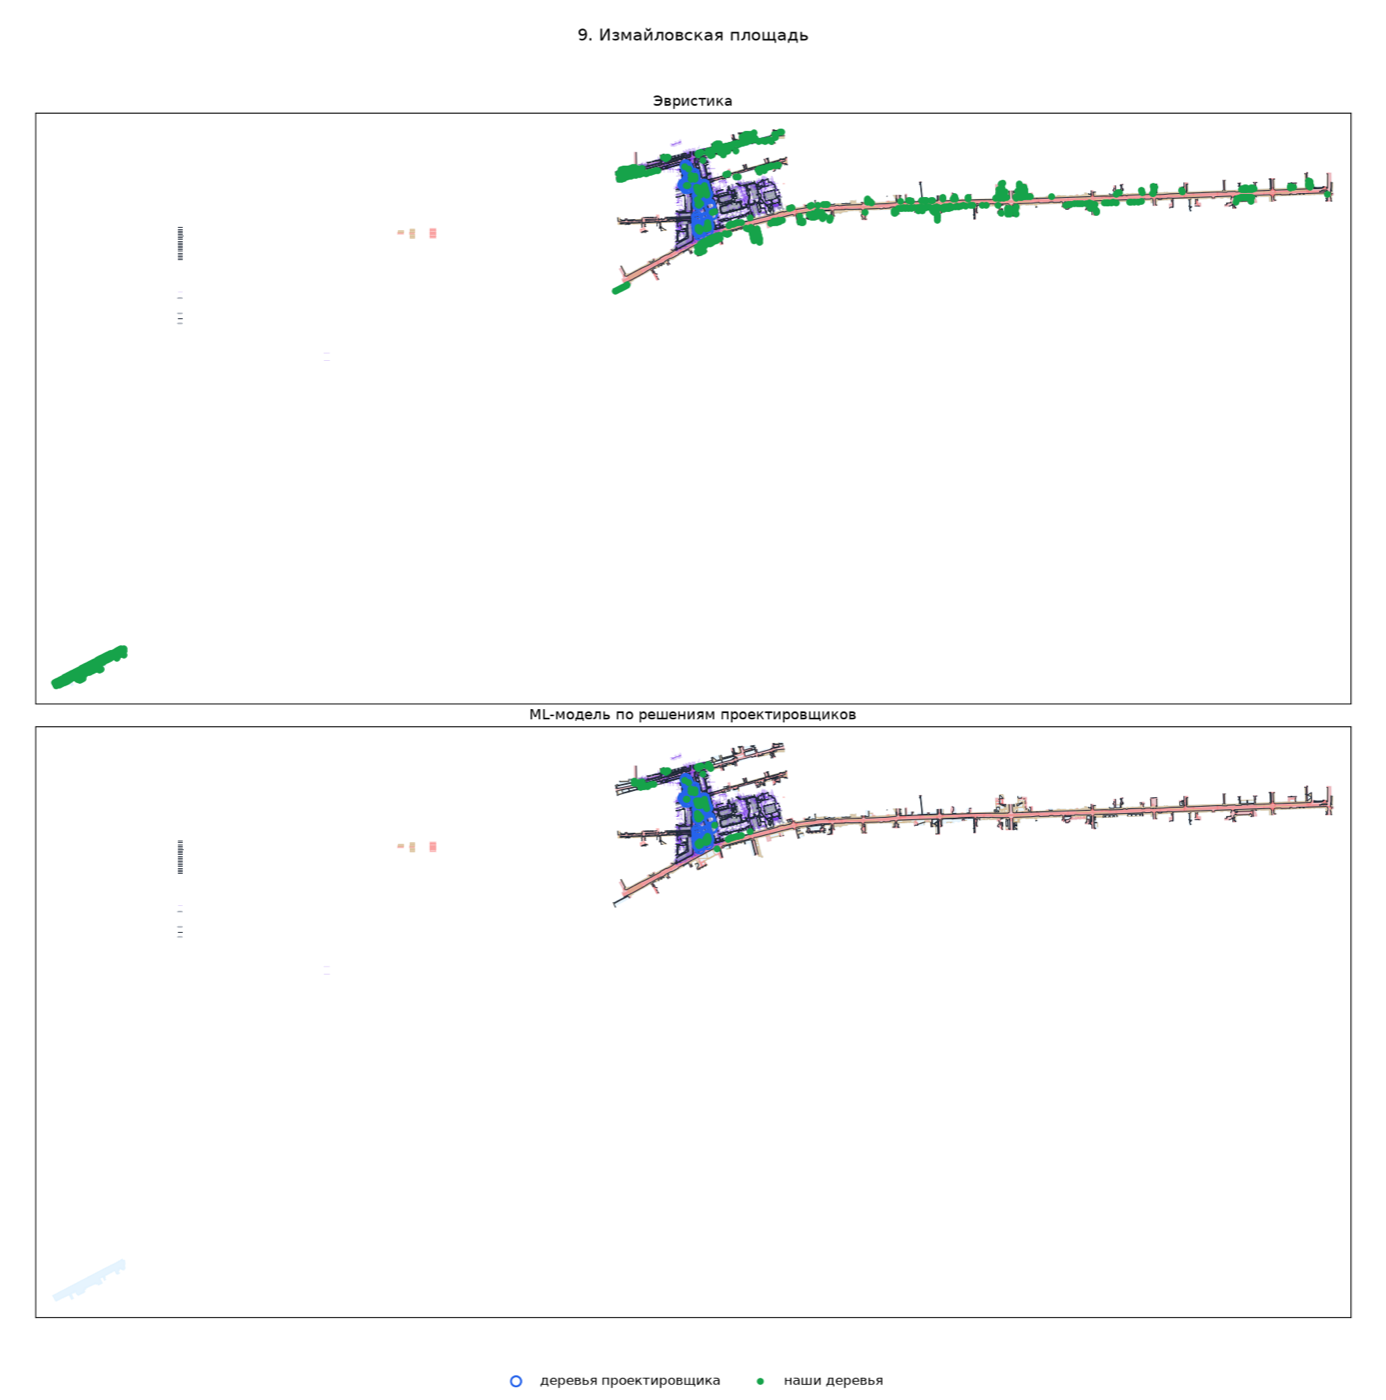 9. Измайловская площадь
Эвристика
ML-модель по решениям проектировщиков
деревья проектировщика
наши деревья